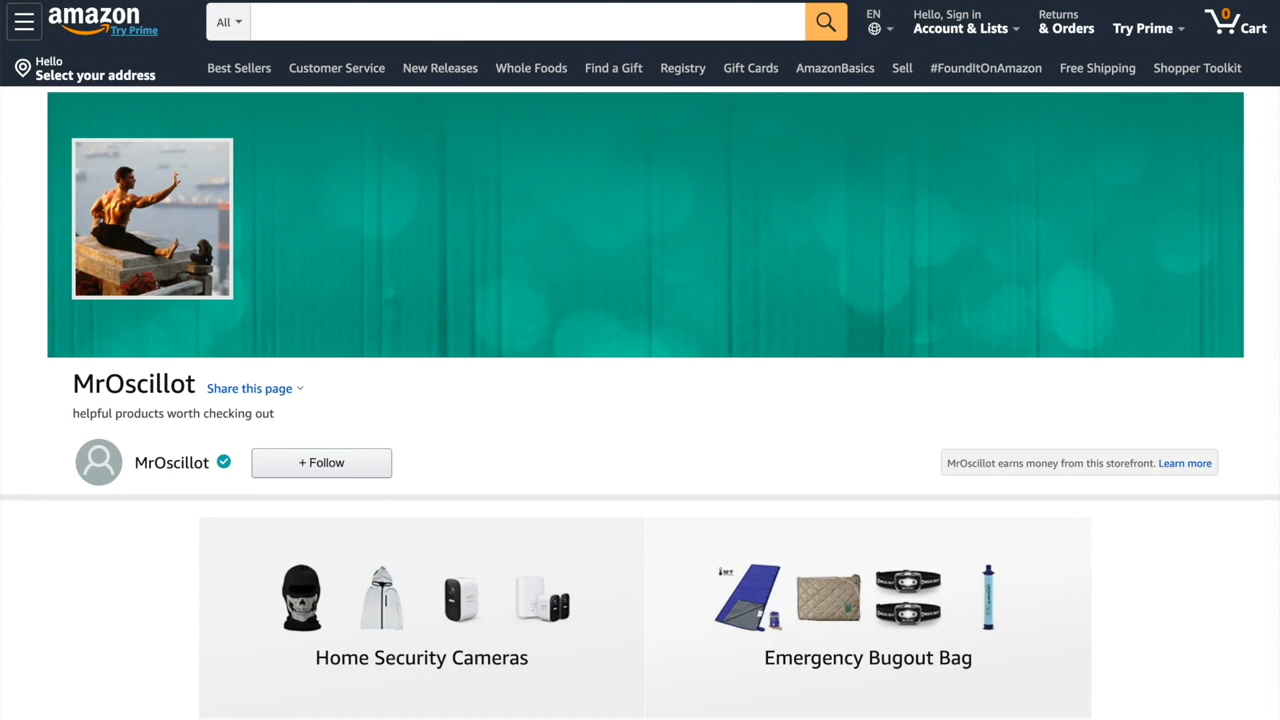 amazon
Try Prime
All
EN
Hello, Sign in
Account & Lists
Returns
& Orders
Try Prime
0
Cart
Hello
Select your address
Best Sellers
Customer Service
New Releases
Whole Foods
Find a Gift
Registry
Gift Cards
AmazonBasics
Sell
#FoundItOnAmazon
Free Shipping
Shopper Toolkit
MrOscillot
Share this page
helpful products worth checking out
MrOscillot
+ Follow
MrOscillot earns money from this storefront. Learn more
Home Security Cameras
Emergency Bugout Bag